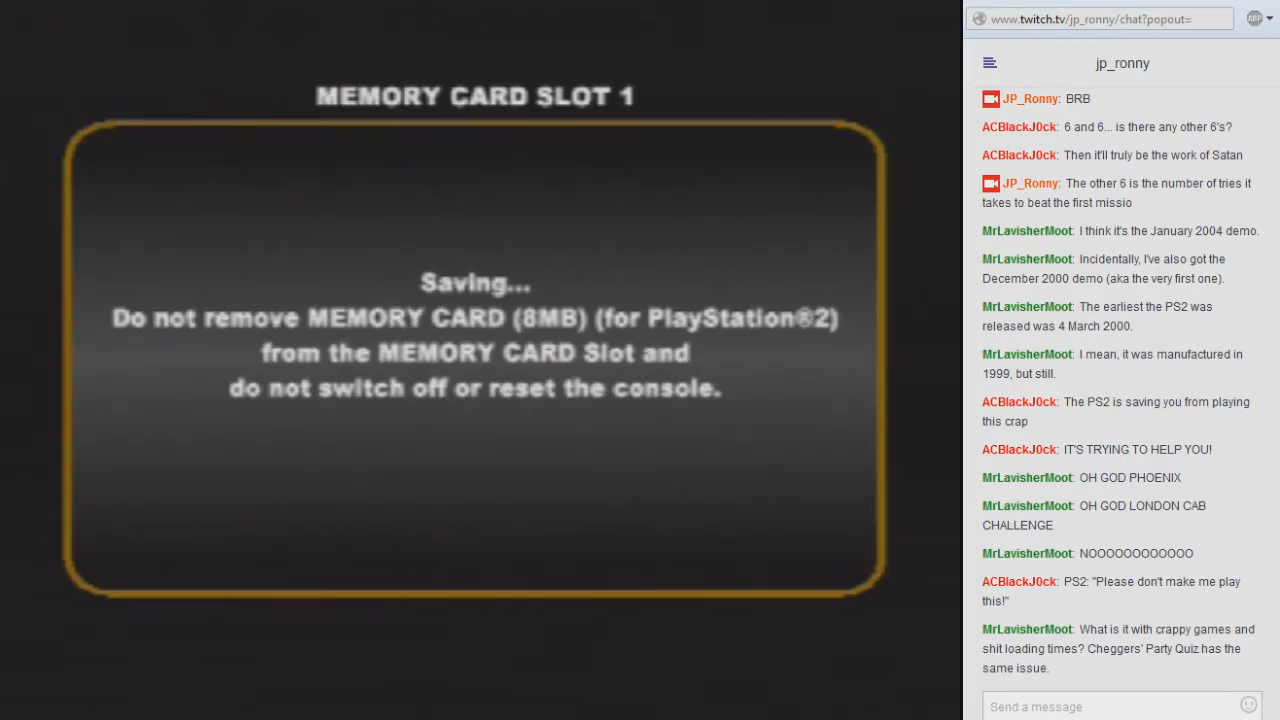 MEMORY CARD SLOT 1
Saving...
Do not remove MEMORY CARD (8MB) (for PlayStation®2)
from the MEMORY CARD Slot and
do not switch off or reset the console.
www.twitch.tv/jp_ronny/chat?popout=
ABP
jp_ronny
JP_Ronny: BRB
ACBlackJ0ck: 6 and 6... is there any other 6's?
ACBlackJ0ck: Then it'll truly be the work of Satan
JP_Ronny: The other 6 is the number of tries it
takes to beat the first missio
MrLavisherMoot: I think it's the January 2004 demo.
MrLavisherMoot: Incidentally, I've also got the
December 2000 demo (aka the very first one).
MrLavisherMoot: The earliest the PS2 was
released was 4 March 2000.
MrLavisherMoot: I mean, it was manufactured in
1999, but still.
ACBlackJ0ck: The PS2 is saving you from playing
this crap
ACBlackJ0ck: IT'S TRYING TO HELP YOU!
MrLavisherMoot: OH GOD PHOENIX
MrLavisherMoot: OH GOD LONDON CAB
CHALLENGE
MrLavisherMoot: NOOOOOOOOOOOO
ACBlackJ0ck: PS2: "Please don't make me play
this!"
MrLavisherMoot: What is it with crappy games and
shit loading times? Cheggers' Party Quiz has the
same issue.
Send a message